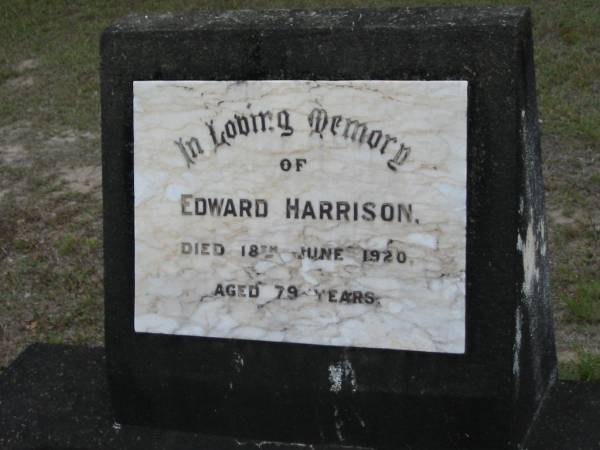 In Loving Memory
OF
EDWARD HARRISON.
DIED 18TH JUNE 1920.
AGED 79 YEARS.